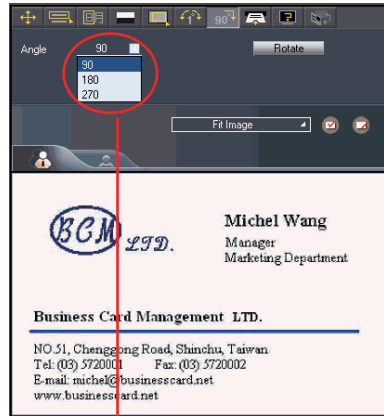 90
Angle 90 Rotate
90
180
270
Fit Image
BCM LTD.
Michel Wang
Manager
Marketing Department
Business Card Management LTD.
NO.51, Chenggong Road, Shinchu, Taiwan
Tel: (03) 5720001 Fax: (03) 5720002
E-mail: michel@businesscard.net
www.businesscard.net